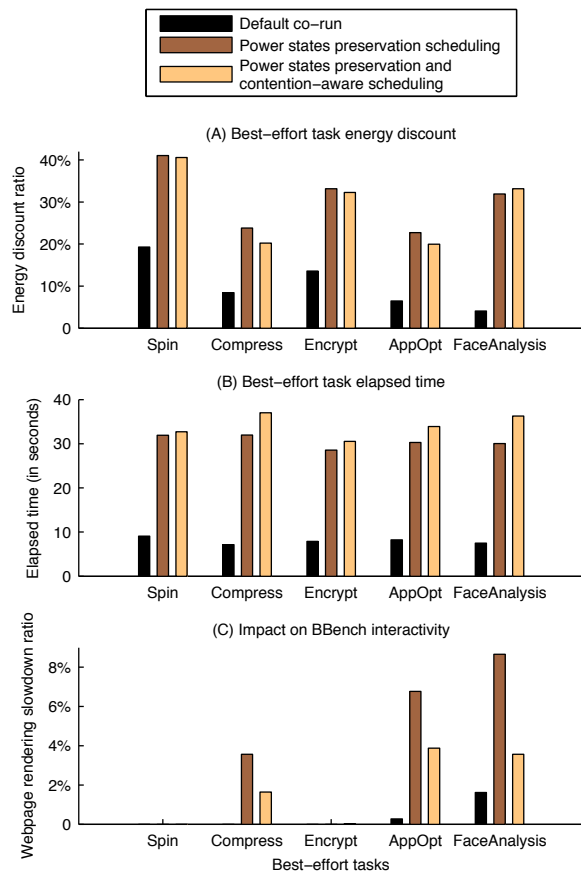 Default co-run
Power states preservation scheduling
Power states preservation and
contention-aware scheduling
(A) Best-effort task energy discount
Energy discount ratio
40%
30%
20%
10%
0
Spin Compress Encrypt AppOpt FaceAnalysis
(B) Best-effort task elapsed time
Elapsed time (in seconds)
40
30
20
10
0
Spin Compress Encrypt AppOpt FaceAnalysis
(C) Impact on BBench interactivity
Webpage rendering slowdown ratio
8%
6%
4%
2%
0
Spin Compress Encrypt AppOpt FaceAnalysis
Best-effort tasks